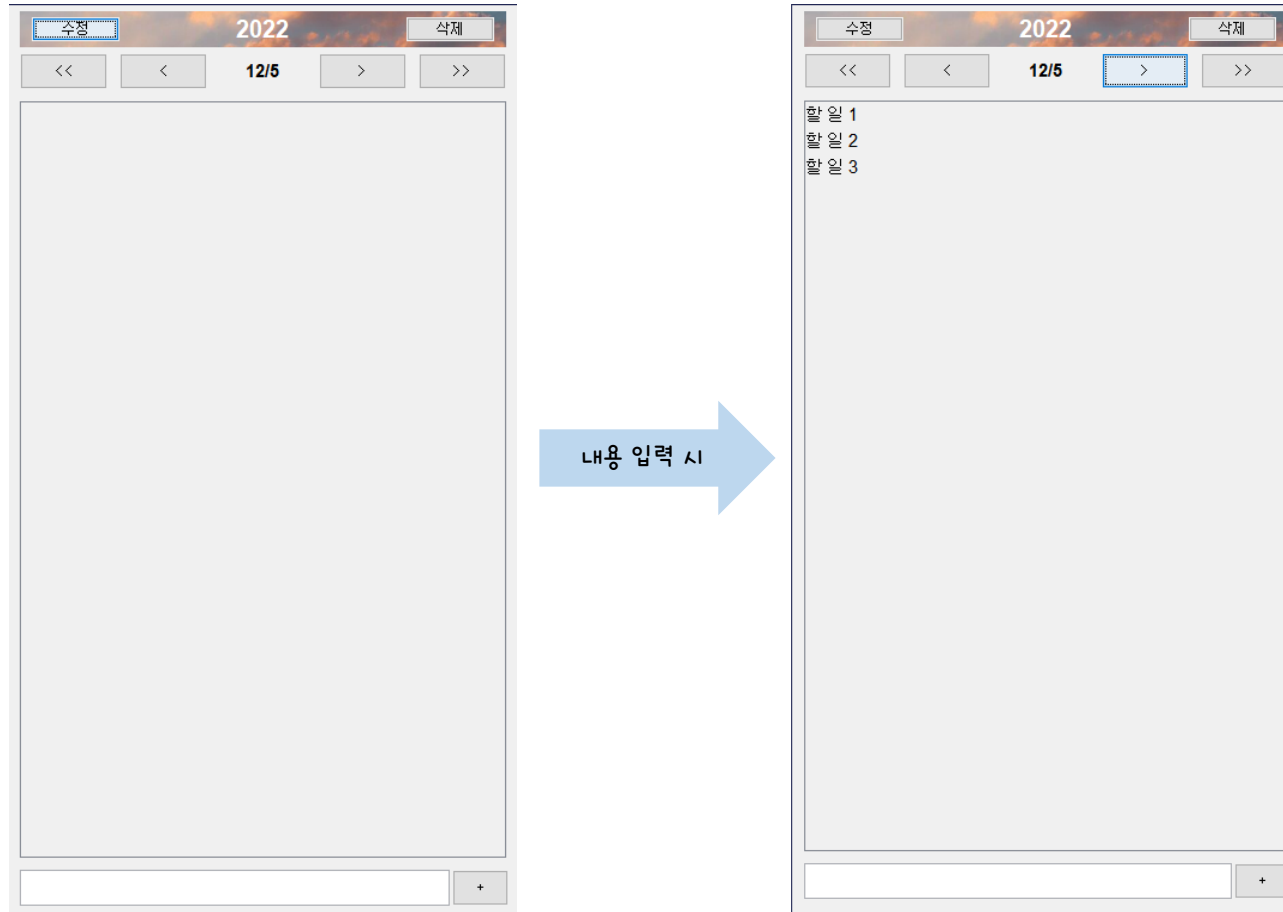 수정 2022 삭제
<< < 12/5 > >>
+
내용 입력 시
수정 2022 삭제
<< < 12/5 > >>
할 일 1
할 일 2
할 일 3
+